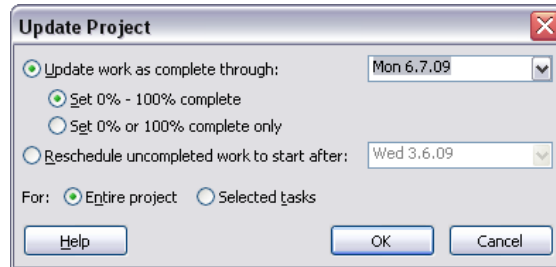 Update Project
Update work as complete through: Mon 6.7.09
Set 0% - 100% complete
Set 0% or 100% complete only
Reschedule uncompleted work to start after: Wed 3.6.09
For: Entire project Selected tasks
Help OK Cancel